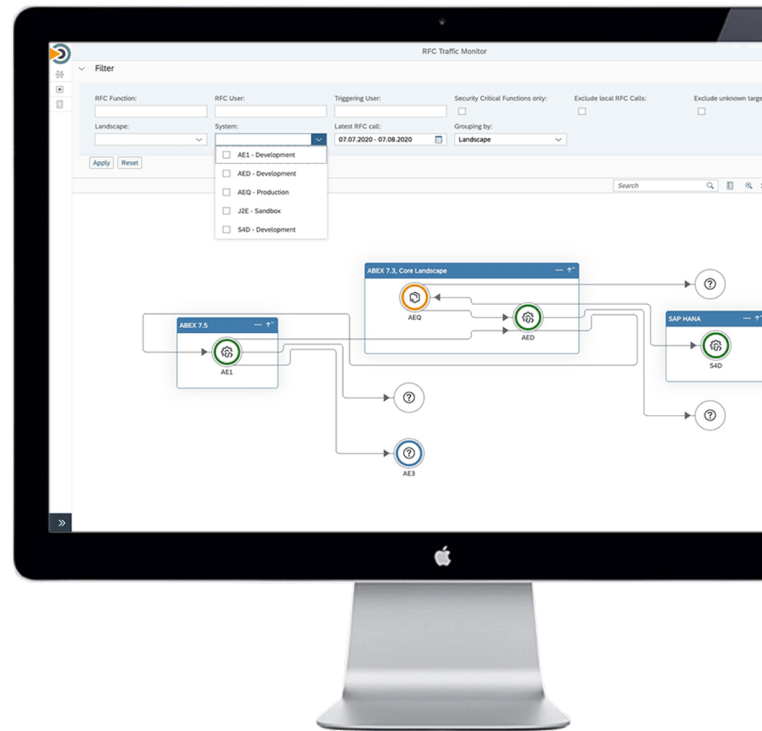 RFC Traffic Monitor
Filter
RFC Function:
RFC User:
Triggering User:
Security Critical Functions only:
Exclude local RFC Calls:
Exclude unknown targe
Landscape:
System:
Latest RFC call:
Grouping by:
07.07.2020 - 07.08.2020
Landscape
Apply
Reset
AE1 - Development
AED - Development
AEQ - Production
J2E - Sandbox
S4D - Development
Search
ABEX 7.3, Core Landscape
AEQ
AED
ABEX 7.5
AE1
SAP HANA
S4D
AE3